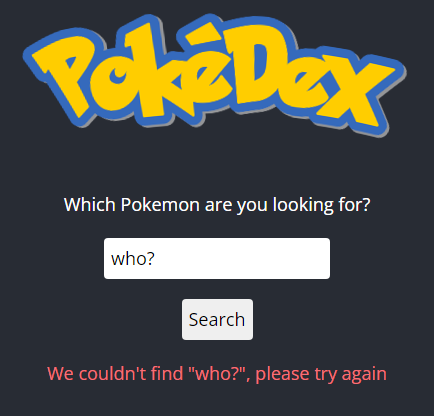 PokéDex
Which Pokemon are you looking for?
who?
Search
We couldn't find "who?", please try again